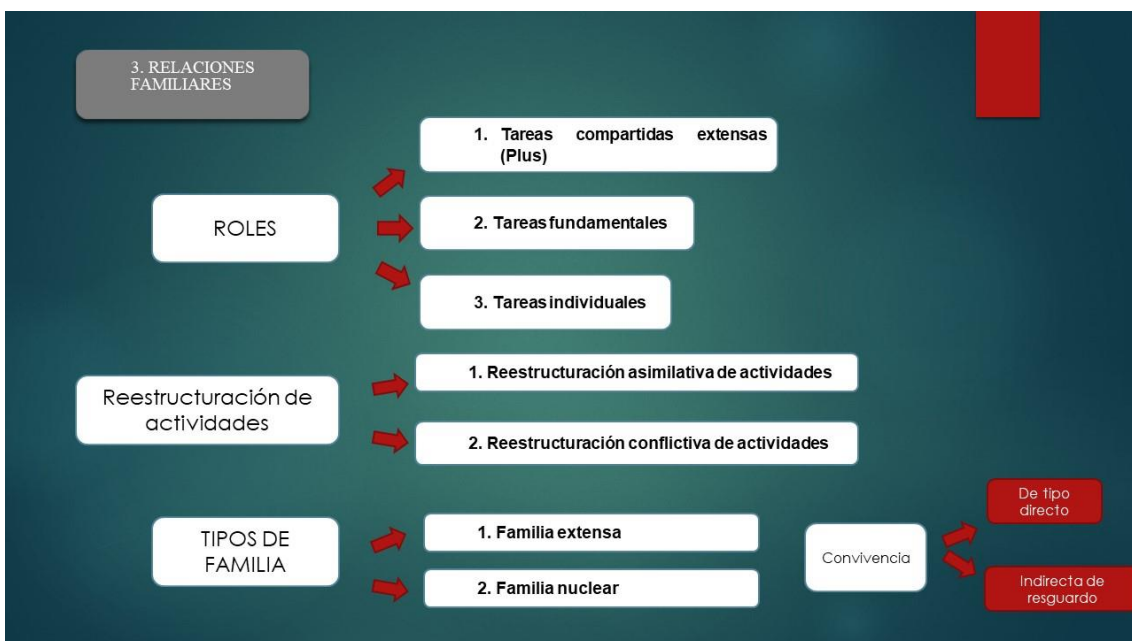 3. RELACIONES
FAMILIARES
1. Tareas compartidas extensas
(Plus)
ROLES
2. Tareas fundamentales
3. Tareas individuales
Reestructuración de
actividades
1. Reestructuración asimilativa de actividades
2. Reestructuración conflictiva de actividades
TIPOS DE
FAMILIA
1. Familia extensa
2. Familia nuclear
Convivencia
De tipo
directo
Indirecta de
resguardo